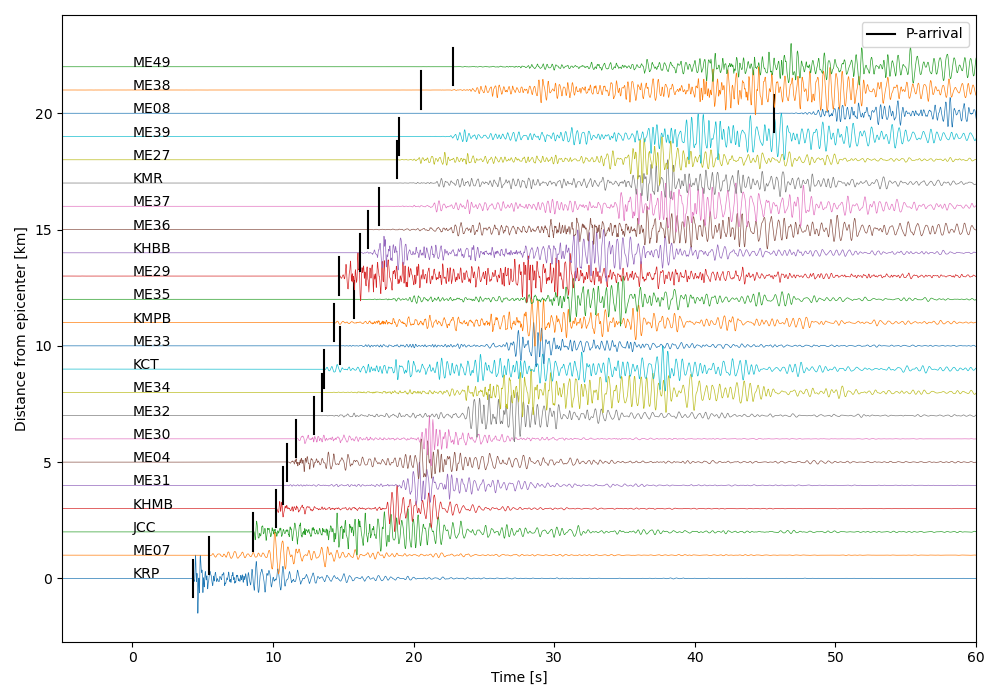 P-arrival
ME49
ME38
ME08
ME39
ME27
KMR
ME37
ME36
KHBB
ME29
ME35
KMPB
ME33
KCT
ME34
ME32
ME30
ME04
ME31
KHMB
JCC
ME07
KRP
20
15
10
5
0
Distance from epicenter [km]
0 10 20 30 40 50 60
Time [s]